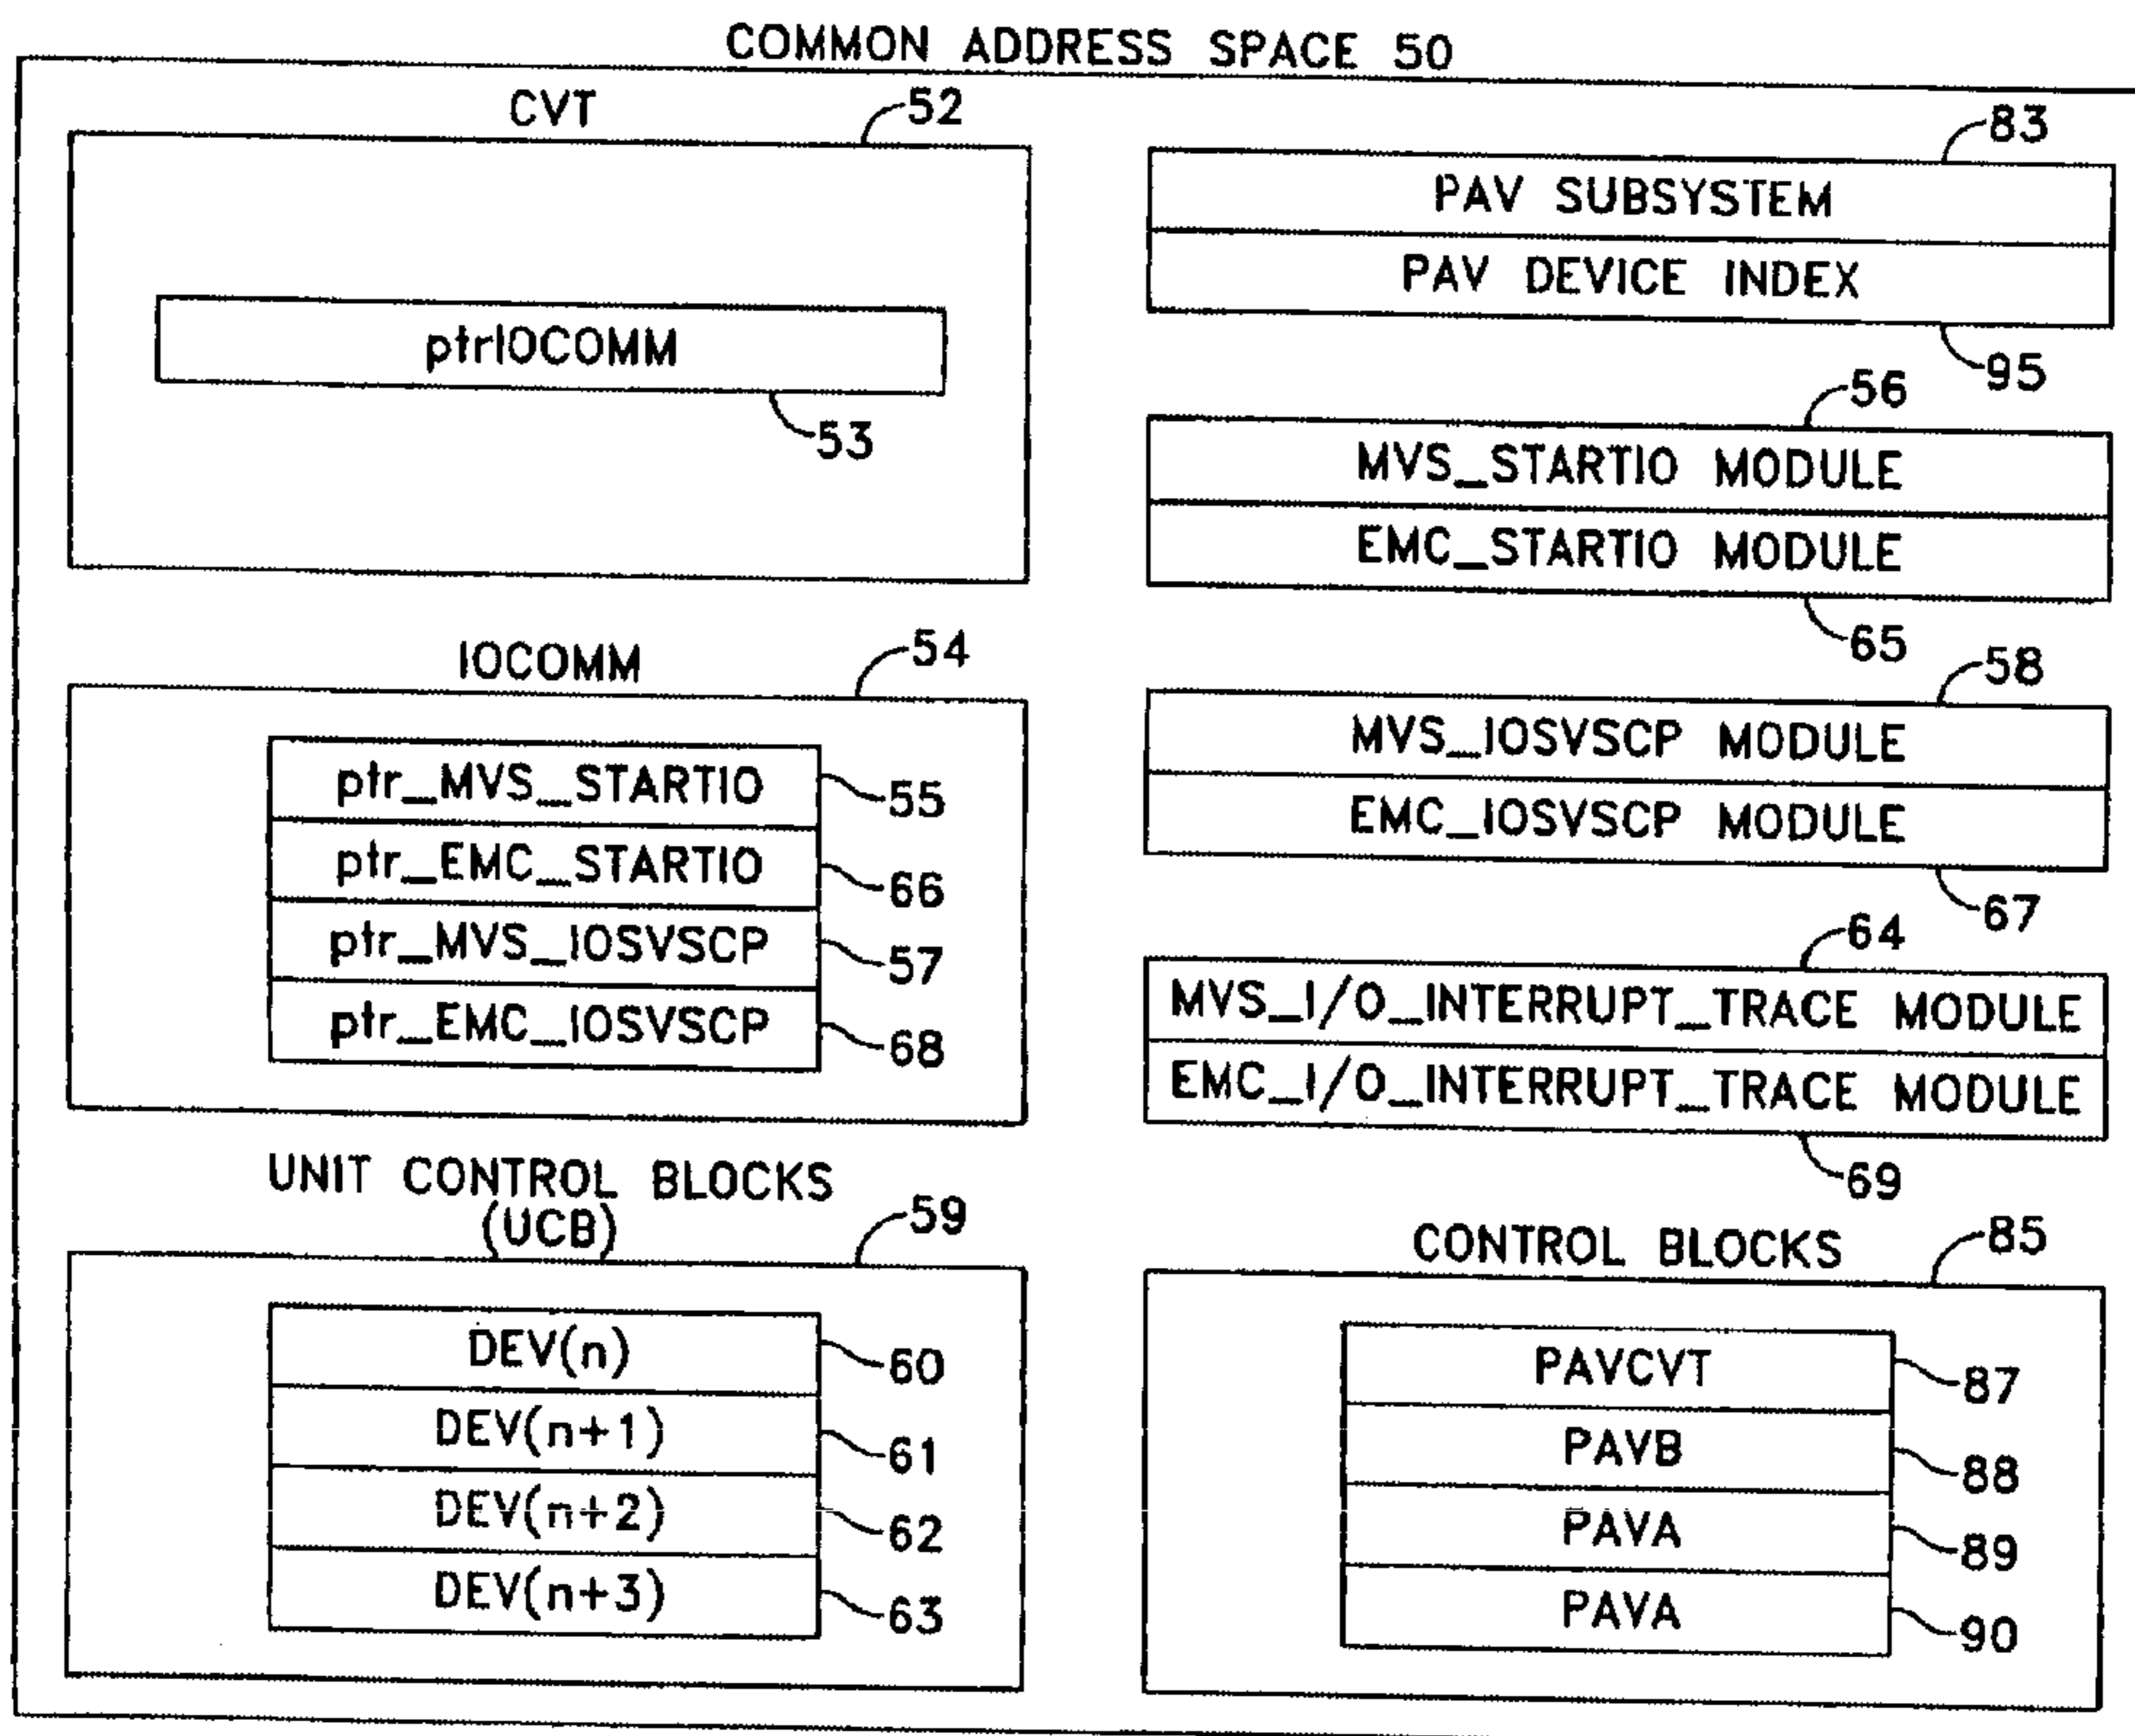 COMMON ADDRESS SPACE 50
CVT
52
ptrIOCOMM
53
IOCOMM
54
ptr_MVS_STARTIO
55
ptr_EMC_STARTIO
66
ptr_MVS_IOSVSCP
57
ptr_EMC_IOSVSCP
68
UNIT CONTROL BLOCKS
(UCB)
59
DEV(n)
60
DEV(n+1)
61
DEV(n+2)
62
DEV(n+3)
63
83
PAV SUBSYSTEM
PAV DEVICE INDEX
95
56
MVS_STARTIO MODULE
EMC_STARTIO MODULE
65
58
MVS_IOSVSCP MODULE
EMC_IOSVSCP MODULE
67
64
MVS_I/O_INTERRUPT_TRACE MODULE
EMC_I/O_INTERRUPT_TRACE MODULE
69
CONTROL BLOCKS
85
PAVCVT
87
PAVB
88
PAVA
89
PAVA
90